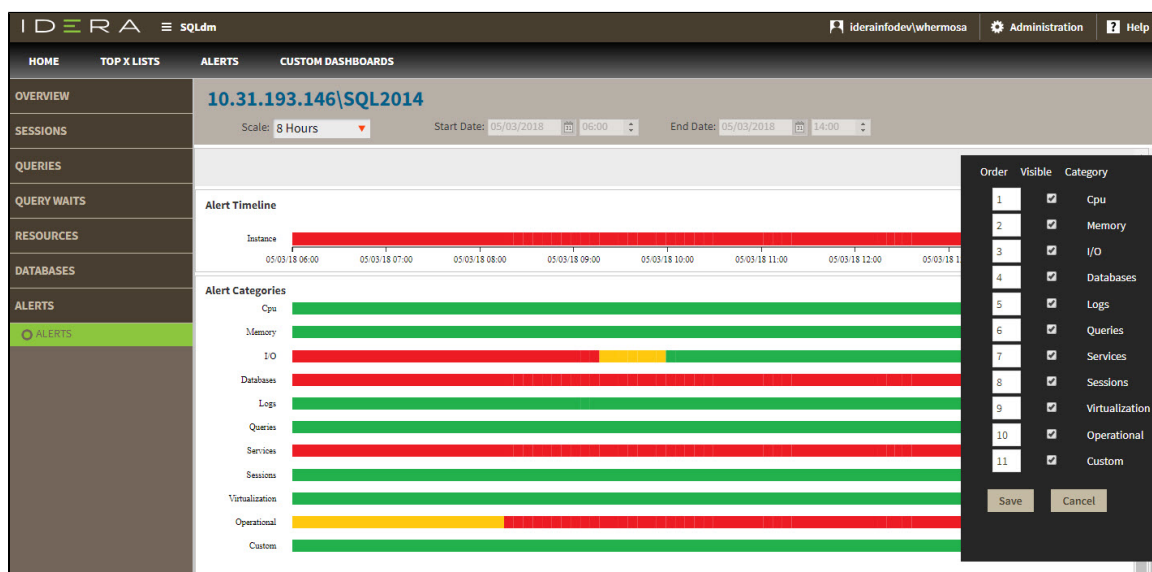 IDERA ≡ SQLdm iderainfodev\whermosa Administration ? Help
HOME TOP X LISTS ALERTS CUSTOM DASHBOARDS
OVERVIEW
SESSIONS
QUERIES
QUERY WAITS
RESOURCES
DATABASES
ALERTS
ALERTS
10.31.193.146\SQL2014
Scale: 8 Hours Start Date: 05/03/2018 06:00 End Date: 05/03/2018 14:00
Alert Timeline
Instance
05/03/18 06:00 05/03/18 07:00 05/03/18 08:00 05/03/18 09:00 05/03/18 10:00 05/03/18 11:00 05/03/18 12:00 05/03/18
Alert Categories
Cpu
Memory
I/O
Databases
Logs
Queries
Services
Sessions
Virtualization
Operational
Custom
Order Visible Category
1 Cpu
2 Memory
3 I/O
4 Databases
5 Logs
6 Queries
7 Services
8 Sessions
9 Virtualization
10 Operational
11 Custom
Save Cancel